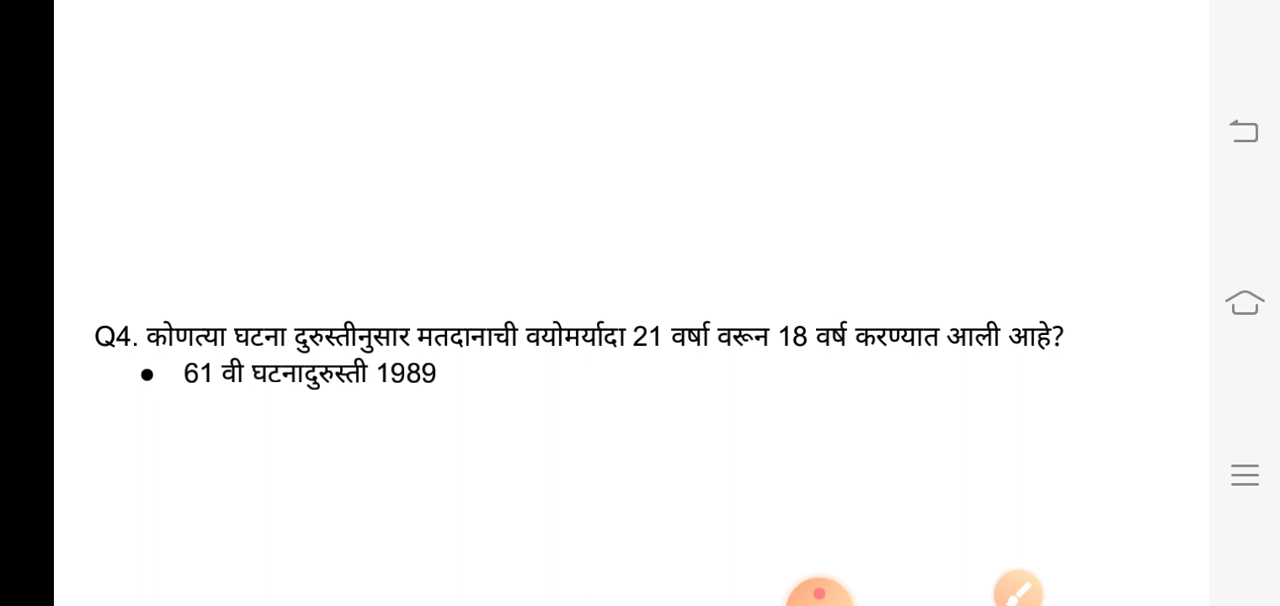 Q4. कोणत्या घटना दुरुस्तीनुसार मतदानाची वयोमर्यादा 21 वर्षा वरून 18 वर्ष करण्यात आली आहे?
● 61 वी घटनादुरुस्ती 1989